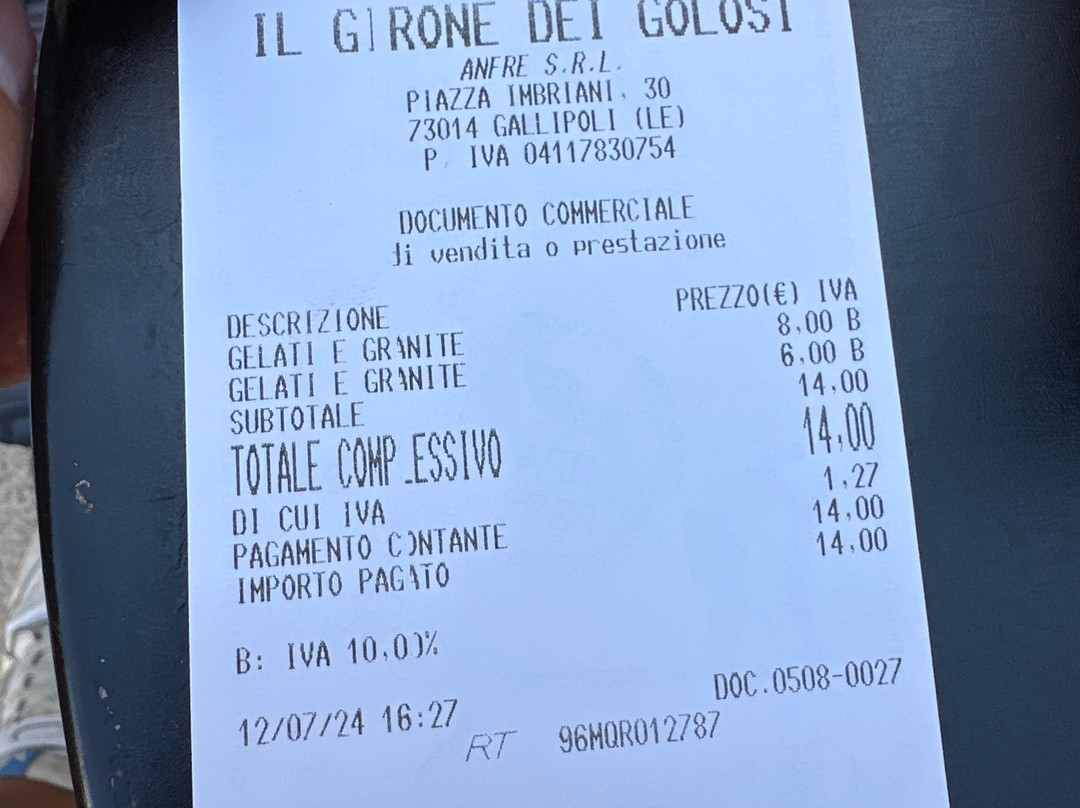 IL GIRONE DEI GOLOSI
ANFRE S.R.L.
PIAZZA IMBRIANI, 30
73014 GALLIPOLI (LE)
P. IVA 04117830754
DOCUMENTO COMMERCIALE
di vendita o prestazione
DESCRIZIONE PREZZO(€) IVA
GELATI E GRANITE 8,00 B
GELATI E GRANITE 6,00 B
SUBTOTALE 14,00
TOTALE COMPLESSIVO 14,00
DI CUI IVA 1,27
PAGAMENTO CONTANTE 14,00
IMPORTO PAGATO 14,00
B: IVA 10,00%
12/07/24 16:27 DOC.0508-0027
RT 96MQR012787